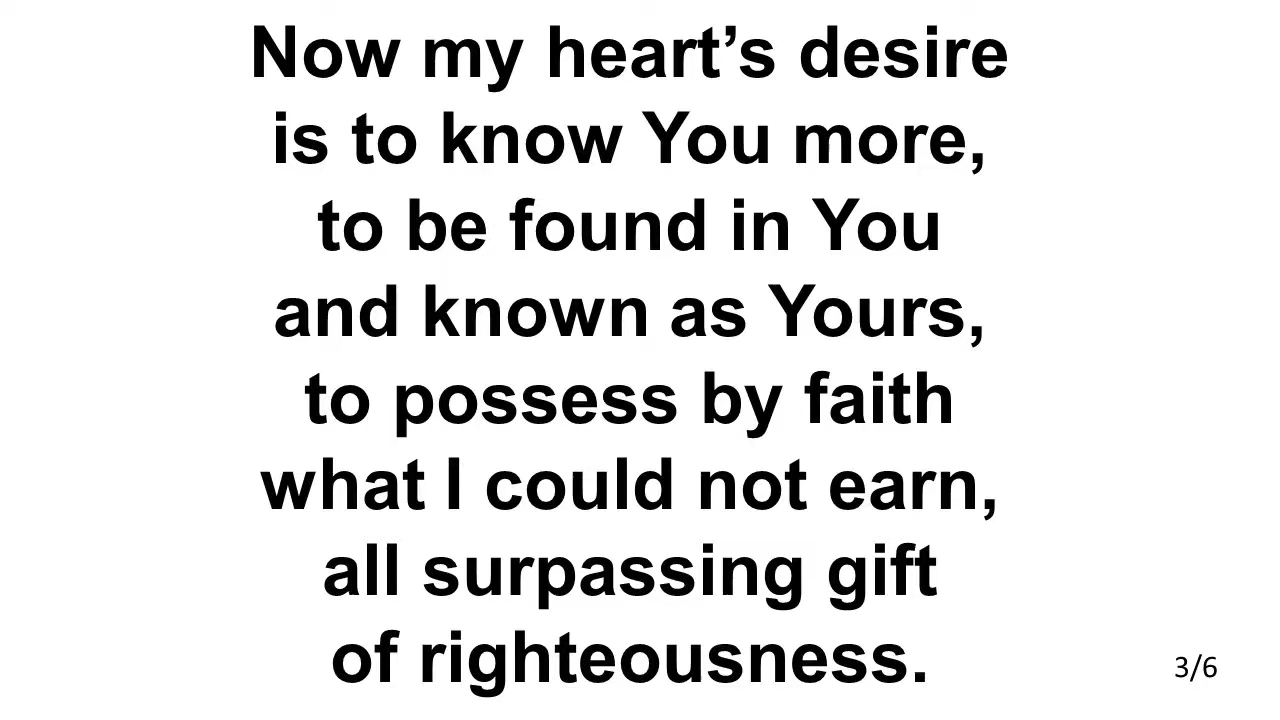 Now my heart’s desire
is to know You more,
to be found in You
and known as Yours,
to possess by faith
what I could not earn,
all surpassing gift
of righteousness.
3/6